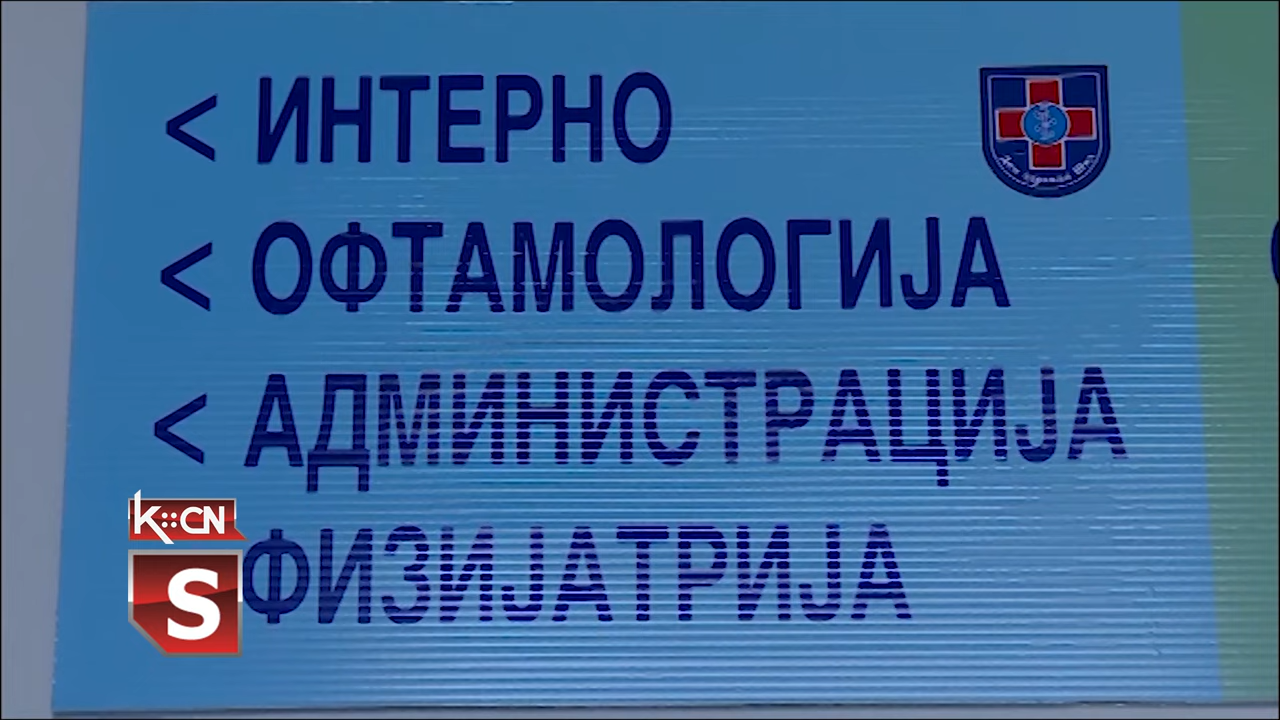 < ИНТЕРНО
< ОФТАМОЛОГИЈА
< АДМИНИСТРАЦИЈА
ФИЗИЈАТРИЈА
K::CN
S